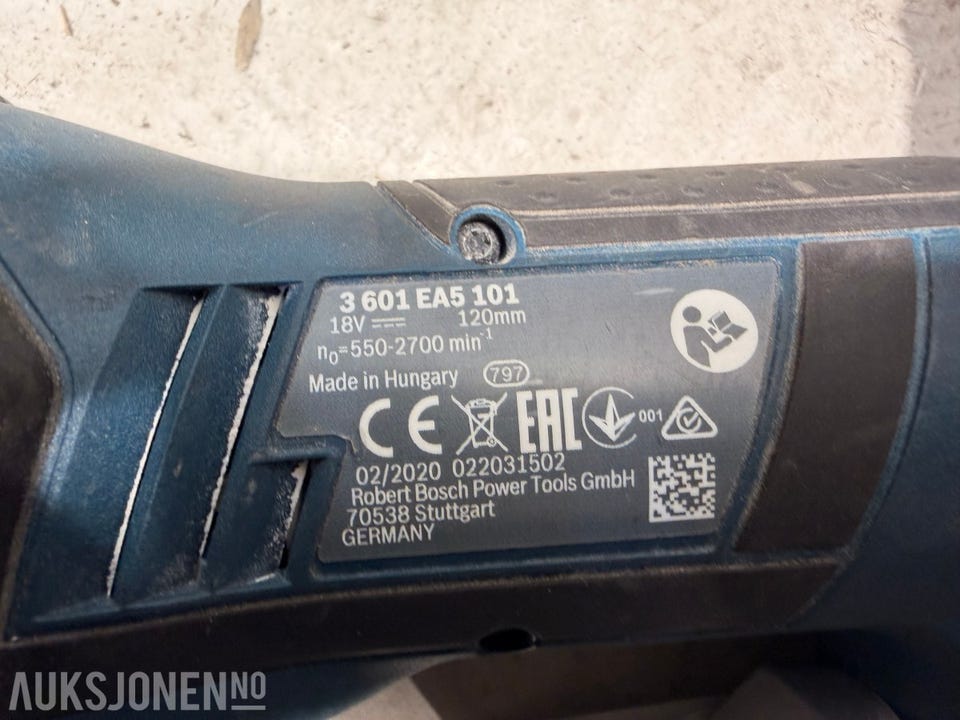 3 601 EA5 101
18V 120mm
n0=550-2700 min-1
Made in Hungary 797
CE EAC 001
02/2020 022031502
Robert Bosch Power Tools GmbH
70538 Stuttgart
GERMANY
AUKSJONEN NO